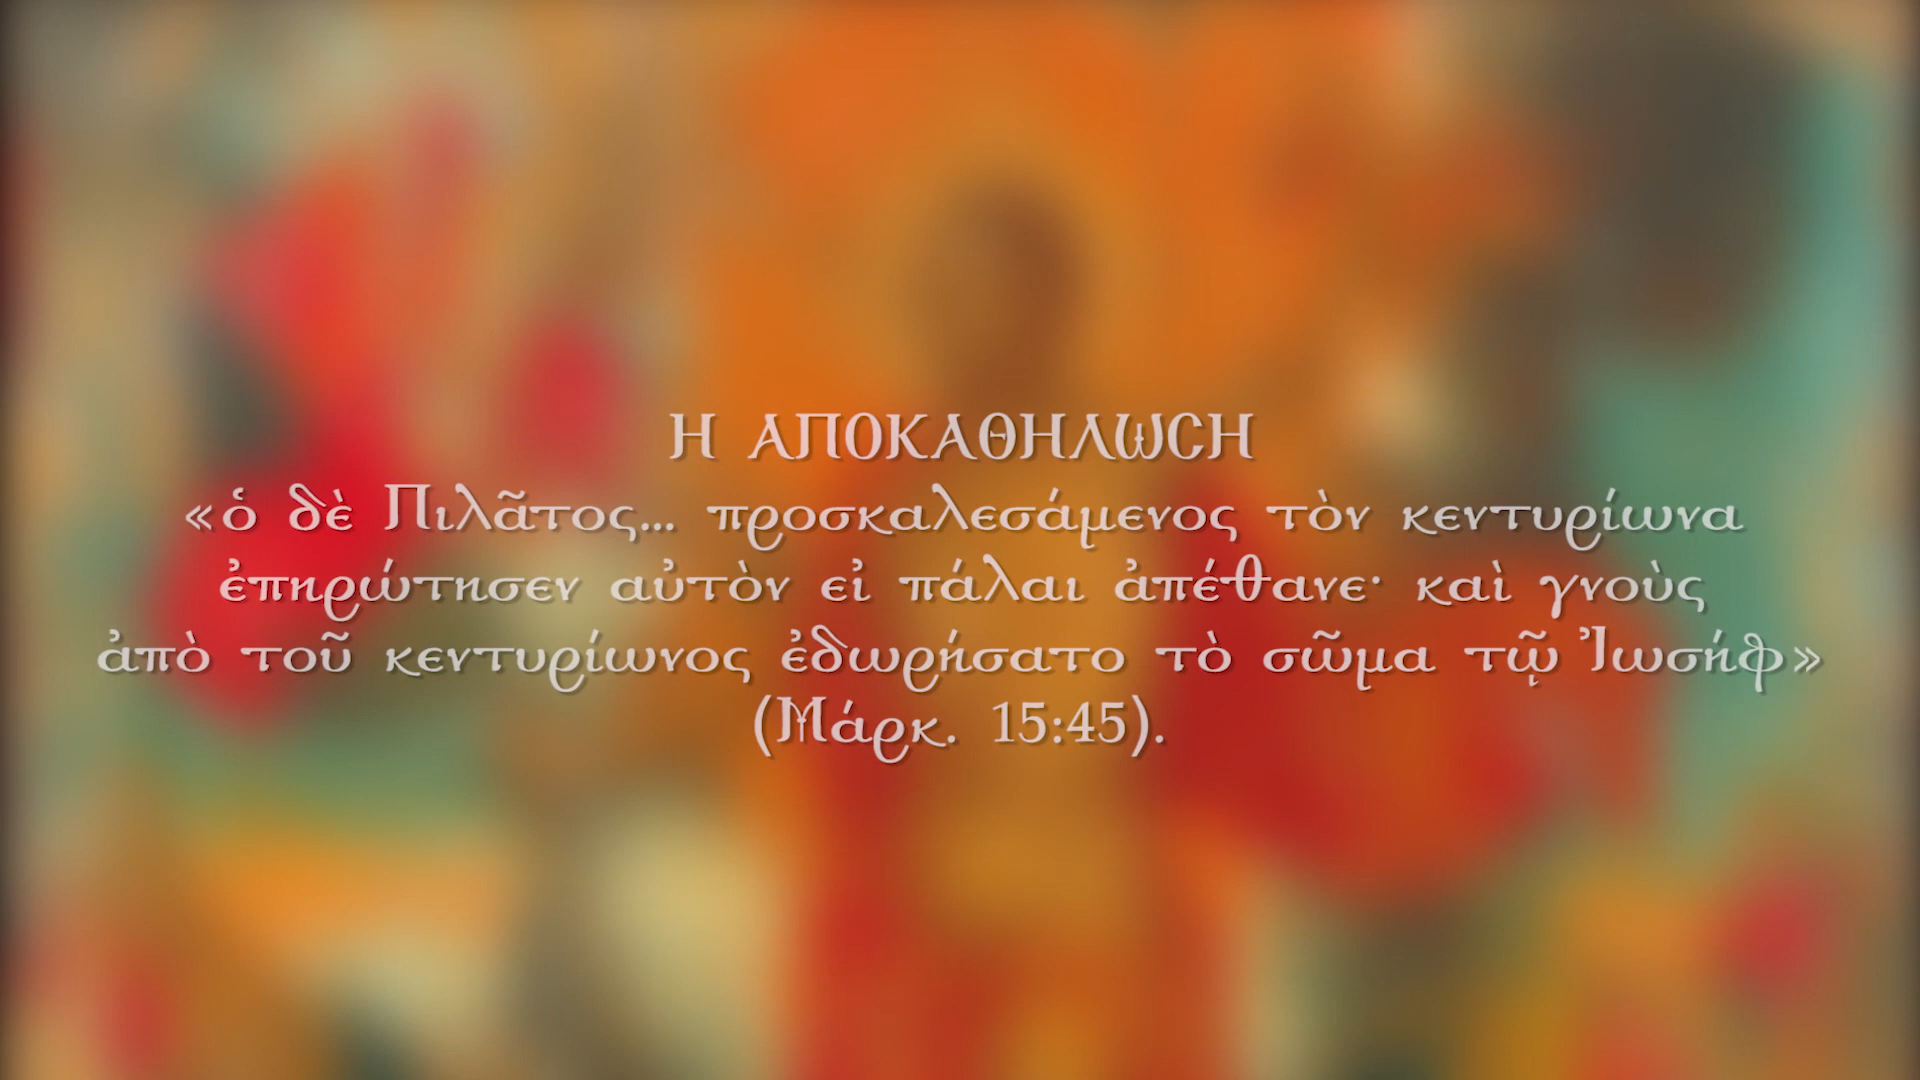 Η ΑΠΟΚΑΘΗΛΩΣΗ
«ὁ δὲ Πιλᾶτος... προσκαλεσάμενος τὸν κεντυρίωνα
ἐπηρώτησεν αὐτὸν εἰ πάλαι ἀπέθανε· καὶ γνοὺς
ἀπὸ τοῦ κεντυρίωνος ἐδωρήσατο τὸ σῶμα τῷ Ἰωσήφ»
(Μάρκ. 15:45).